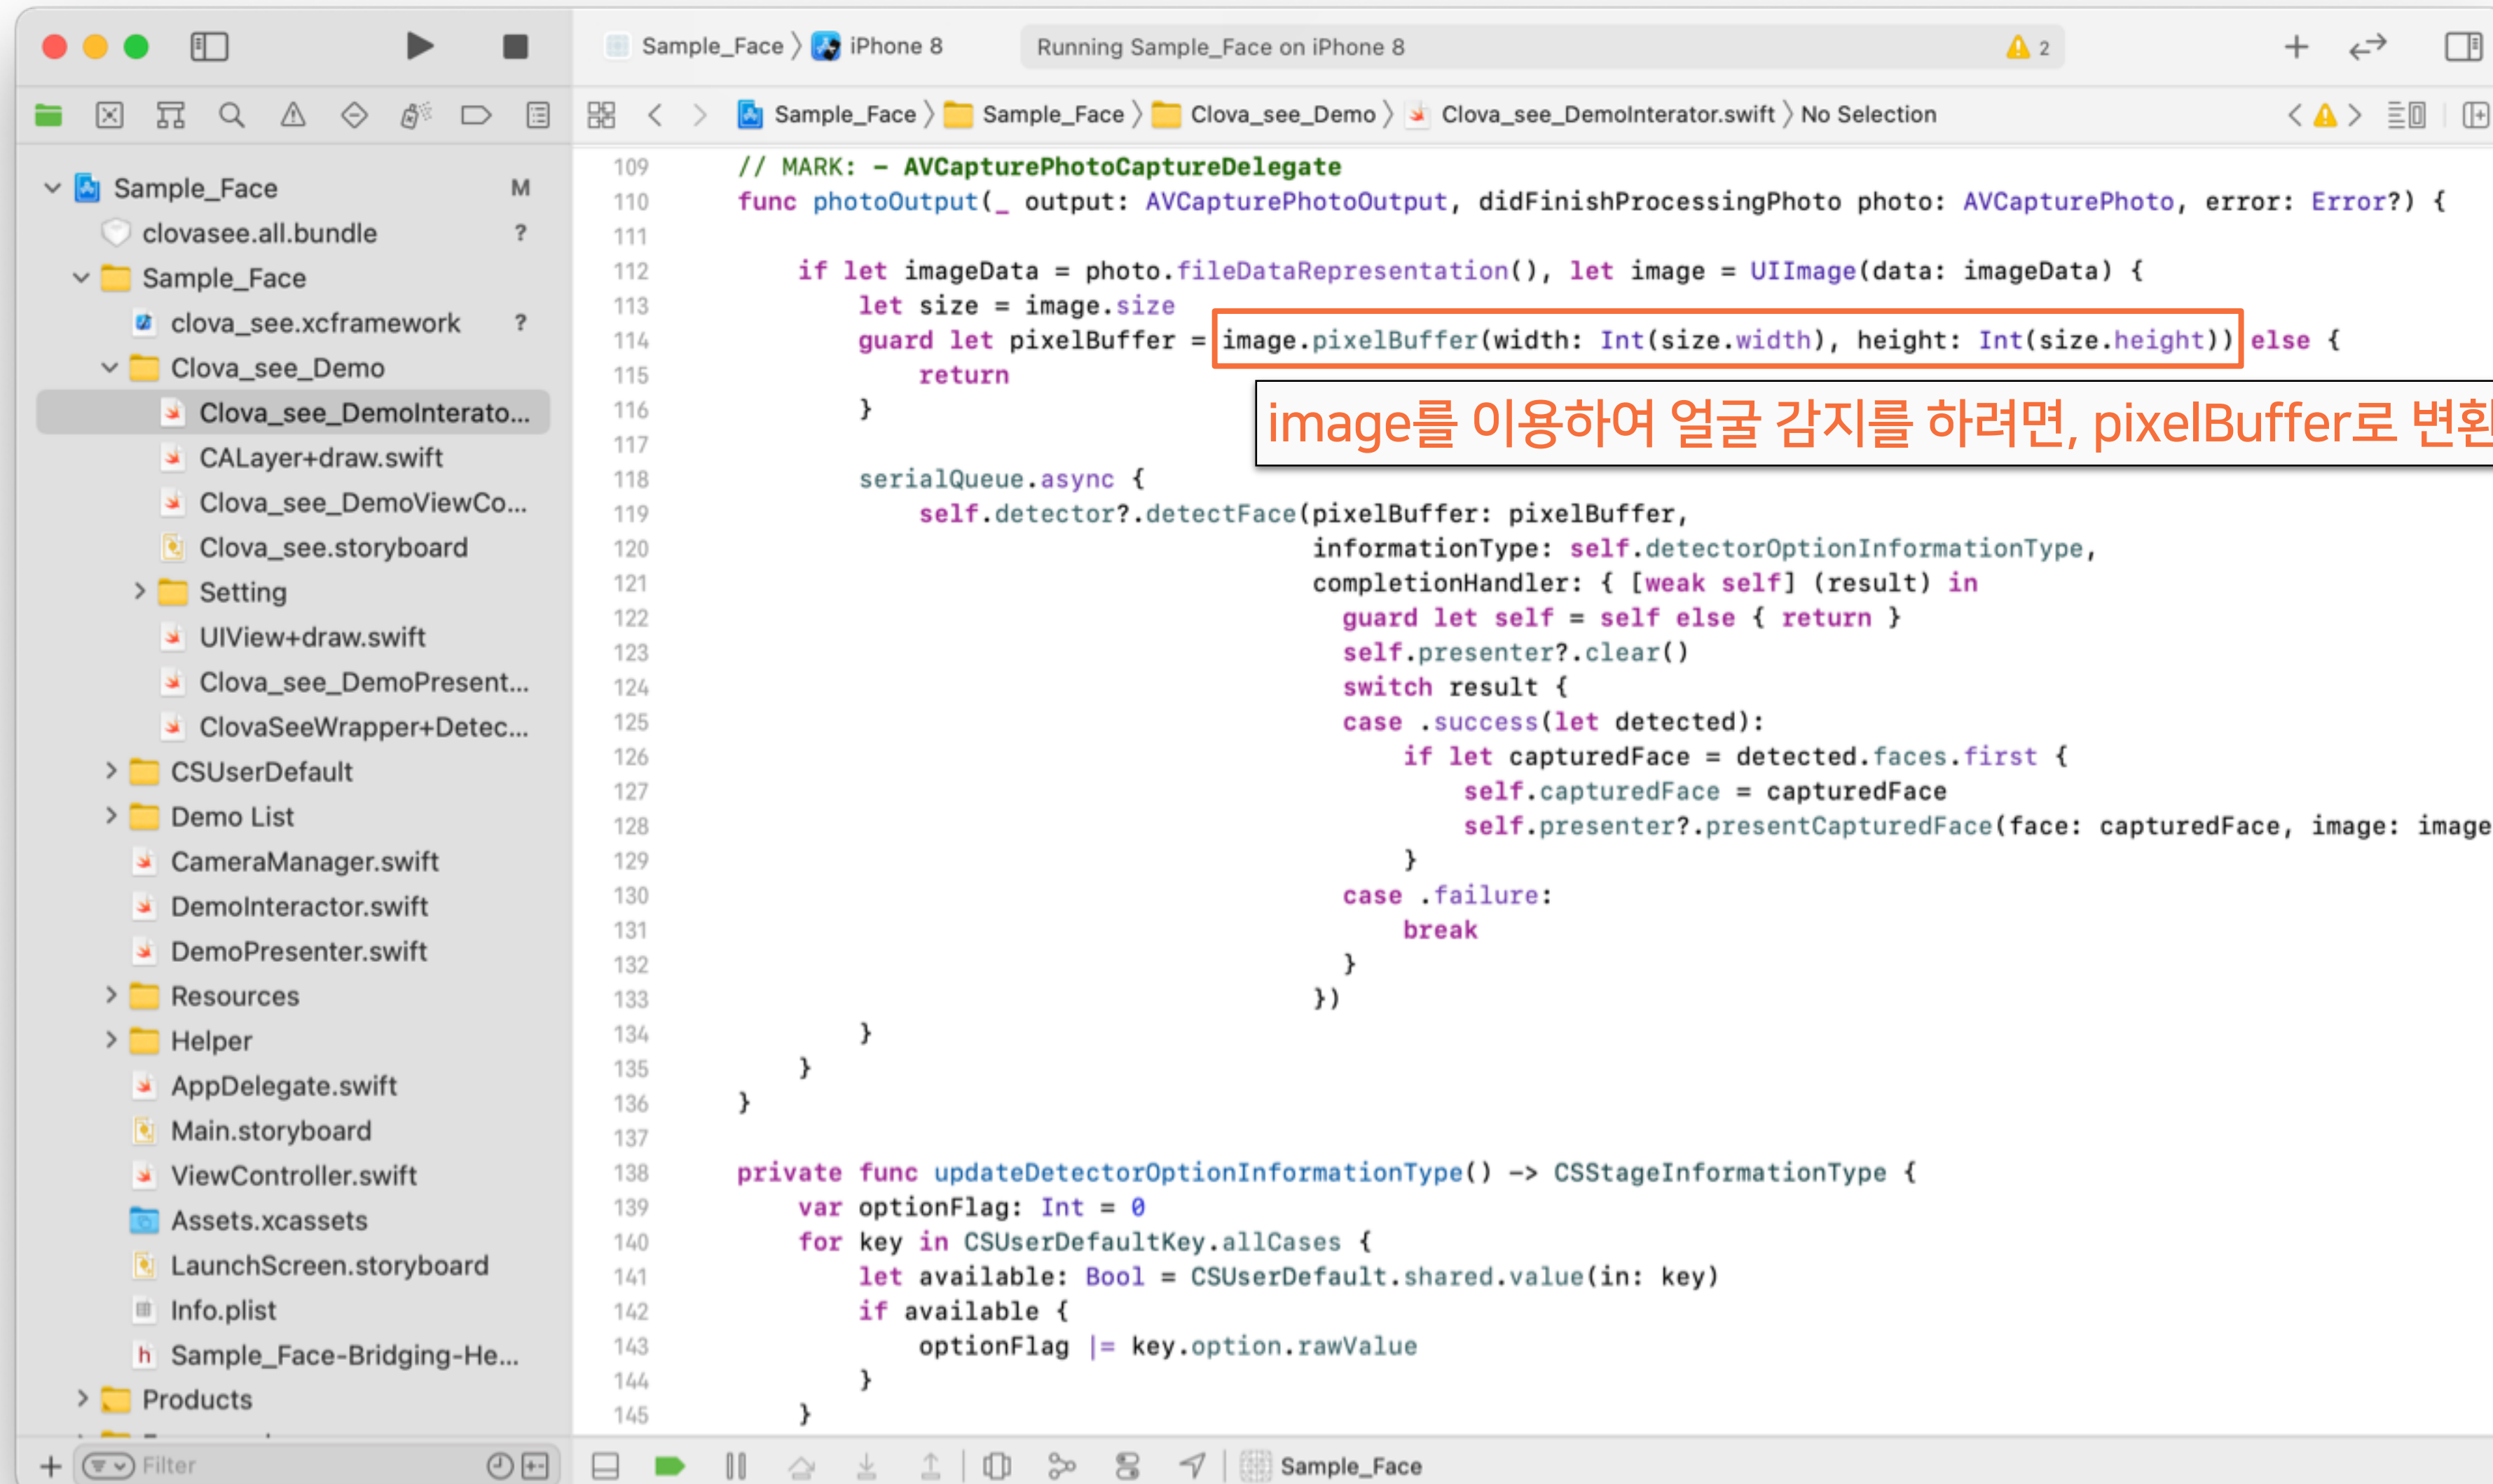 Sample_Face 〉 iPhone 8
Running Sample_Face on iPhone 8
2
Sample_Face 〉 Sample_Face 〉 Clova_see_Demo 〉 Clova_see_DemoInterator.swift 〉 No Selection
Sample_Face M
clovasee.all.bundle ?
Sample_Face
clova_see.xcframework ?
Clova_see_Demo
Clova_see_DemoInterato...
CALayer+draw.swift
Clova_see_DemoViewCo...
Clova_see.storyboard
Setting
UIView+draw.swift
Clova_see_DemoPresent...
ClovaSeeWrapper+Detec...
CSUserDefault
Demo List
CameraManager.swift
DemoInteractor.swift
DemoPresenter.swift
Resources
Helper
AppDelegate.swift
Main.storyboard
ViewController.swift
Assets.xcassets
LaunchScreen.storyboard
Info.plist
h Sample_Face-Bridging-He...
Products
Filter
109 // MARK: – AVCapturePhotoCaptureDelegate
110 func photoOutput(_ output: AVCapturePhotoOutput, didFinishProcessingPhoto photo: AVCapturePhoto, error: Error?) {
111
112 if let imageData = photo.fileDataRepresentation(), let image = UIImage(data: imageData) {
113 let size = image.size
114 guard let pixelBuffer = image.pixelBuffer(width: Int(size.width), height: Int(size.height)) else {
115 return
116 }
image를 이용하여 얼굴 감지를 하려면, pixelBuffer로 변환
117
118 serialQueue.async {
119 self.detector?.detectFace(pixelBuffer: pixelBuffer,
120 informationType: self.detectorOptionInformationType,
121 completionHandler: { [weak self] (result) in
122 guard let self = self else { return }
123 self.presenter?.clear()
124 switch result {
125 case .success(let detected):
126 if let capturedFace = detected.faces.first {
127 self.capturedFace = capturedFace
128 self.presenter?.presentCapturedFace(face: capturedFace, image: image
129 }
130 case .failure:
131 break
132 }
133 })
134 }
135 }
136 }
137
138 private func updateDetectorOptionInformationType() -> CSStageInformationType {
139 var optionFlag: Int = 0
140 for key in CSUserDefaultKey.allCases {
141 let available: Bool = CSUserDefault.shared.value(in: key)
142 if available {
143 optionFlag |= key.option.rawValue
144 }
145 }
Sample_Face